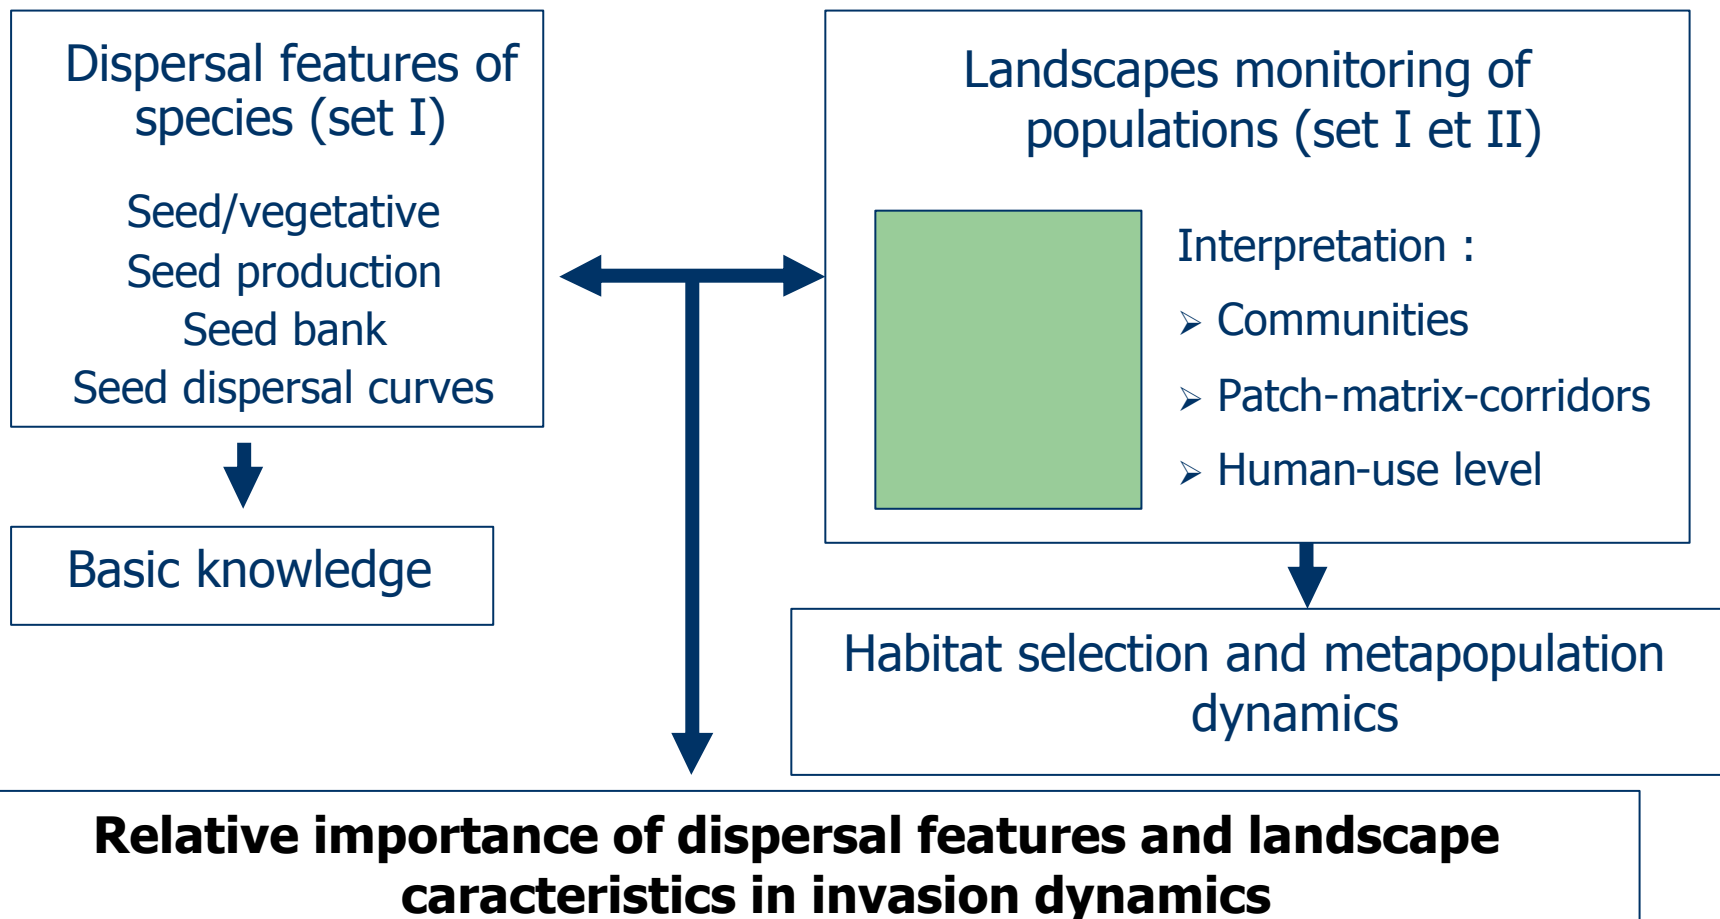 Dispersal features of
species (set I)
Seed/vegetative
Seed production
Seed bank
Seed dispersal curves
Basic knowledge
Landscapes monitoring of
populations (set I et II)
Interpretation :
➢ Communities
➢ Patch-matrix-corridors
➢ Human-use level
Habitat selection and metapopulation
dynamics
Relative importance of dispersal features and landscape
caracteristics in invasion dynamics